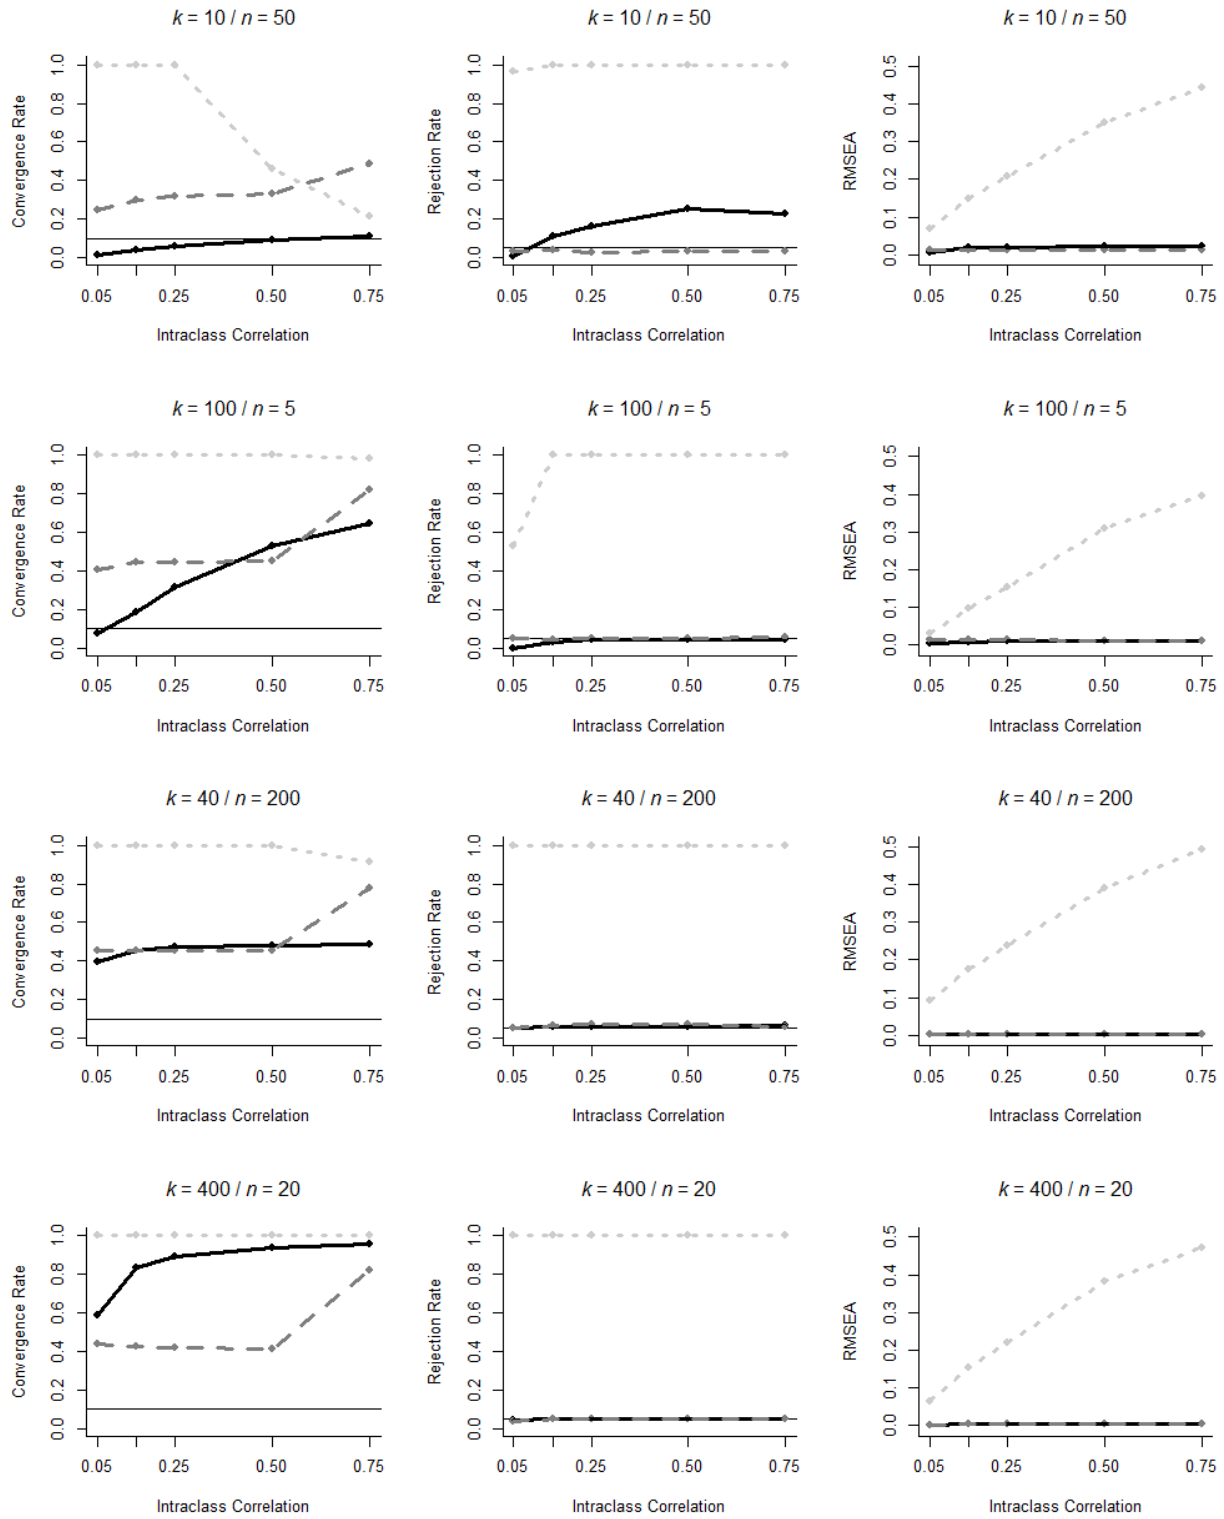 k = 10 / n = 50
k = 10 / n = 50
k = 10 / n = 50
Convergence Rate
0.0 0.2 0.4 0.6 0.8 1.0
0.05 0.25 0.50 0.75
Intraclass Correlation
Rejection Rate
0.0 0.2 0.4 0.6 0.8 1.0
0.05 0.25 0.50 0.75
Intraclass Correlation
RMSEA
0.0 0.1 0.2 0.3 0.4 0.5
0.05 0.25 0.50 0.75
Intraclass Correlation
k = 100 / n = 5
k = 100 / n = 5
k = 100 / n = 5
Convergence Rate
0.0 0.2 0.4 0.6 0.8 1.0
0.05 0.25 0.50 0.75
Intraclass Correlation
Rejection Rate
0.0 0.2 0.4 0.6 0.8 1.0
0.05 0.25 0.50 0.75
Intraclass Correlation
RMSEA
0.0 0.1 0.2 0.3 0.4 0.5
0.05 0.25 0.50 0.75
Intraclass Correlation
k = 40 / n = 200
k = 40 / n = 200
k = 40 / n = 200
Convergence Rate
0.0 0.2 0.4 0.6 0.8 1.0
0.05 0.25 0.50 0.75
Intraclass Correlation
Rejection Rate
0.0 0.2 0.4 0.6 0.8 1.0
0.05 0.25 0.50 0.75
Intraclass Correlation
RMSEA
0.0 0.1 0.2 0.3 0.4 0.5
0.05 0.25 0.50 0.75
Intraclass Correlation
k = 400 / n = 20
k = 400 / n = 20
k = 400 / n = 20
Convergence Rate
0.0 0.2 0.4 0.6 0.8 1.0
0.05 0.25 0.50 0.75
Intraclass Correlation
Rejection Rate
0.0 0.2 0.4 0.6 0.8 1.0
0.05 0.25 0.50 0.75
Intraclass Correlation
RMSEA
0.0 0.1 0.2 0.3 0.4 0.5
0.05 0.25 0.50 0.75
Intraclass Correlation